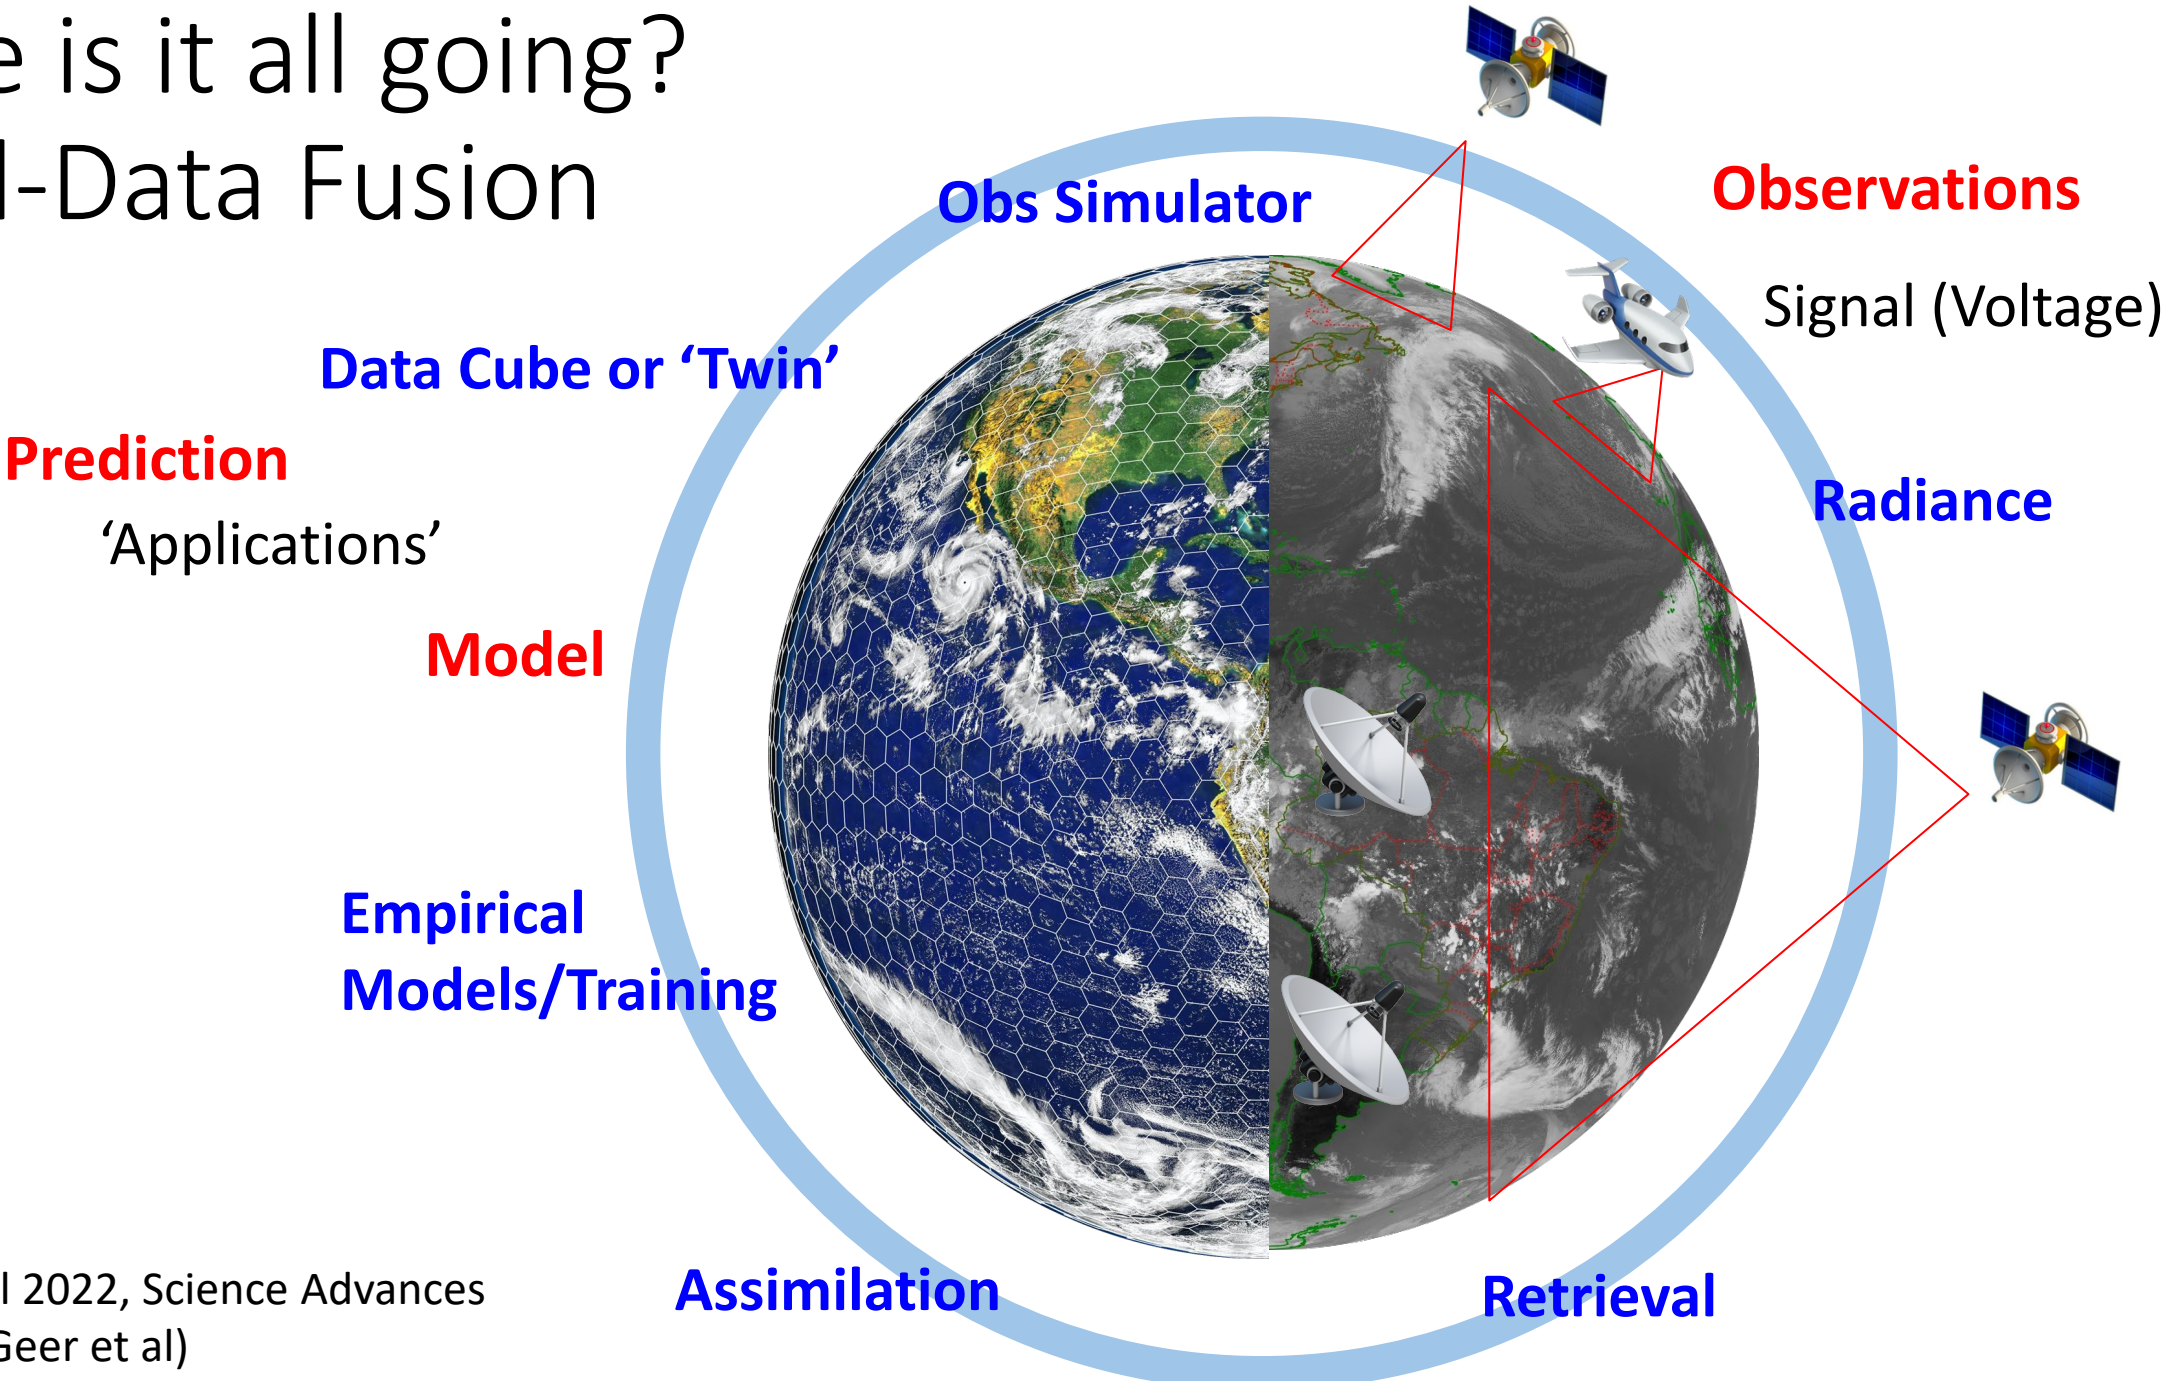 is it all going?
-Data Fusion
Obs Simulator
Observations
Signal (Voltage)
Data Cube or ‘Twin’
Prediction
‘Applications’
Radiance
Model
Empirical
Models/Training
Assimilation
Retrieval
2022, Science Advances
Geer et al)